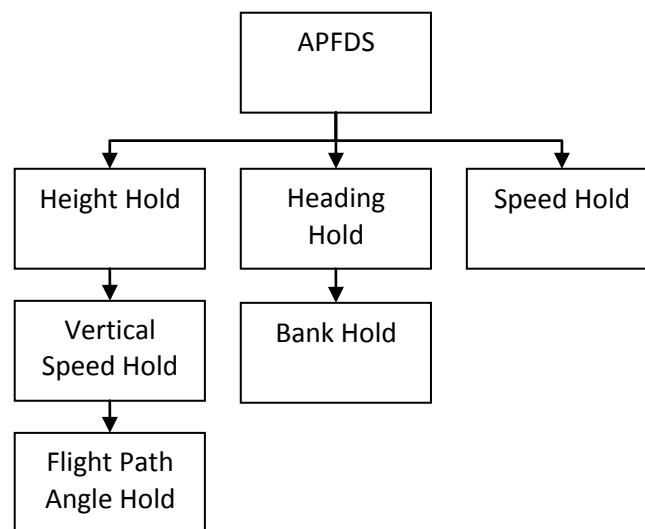 APFDS
Height Hold
Heading
Hold
Speed Hold
Vertical
Speed Hold
Bank Hold
Flight Path
Angle Hold